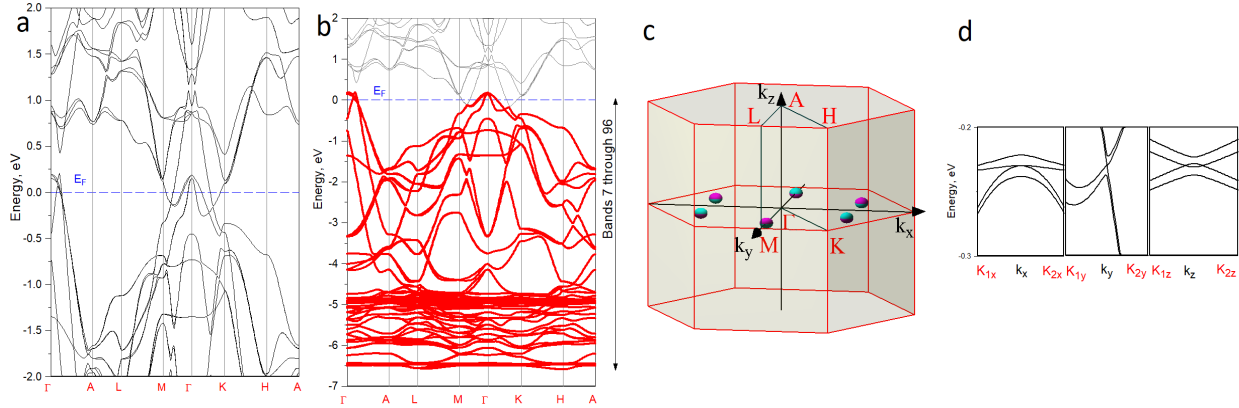 a
Energy, eV
2.0
1.5
1.0
0.5
0.0
-0.5
-1.0
-1.5
-2.0
E_F
Γ A L M Γ K H A
b
Energy, eV
2
1
0
-1
-2
-3
-4
-5
-6
-7
E_F
Γ A L M Γ K H A
Bands 7 through 96
c
k_z A
L H
Γ
k_x
k_y M K
d
Energy, eV
-0.2
-0.3
K_1x k_x K_2x K_1y k_y K_2y K_1z k_z K_2z